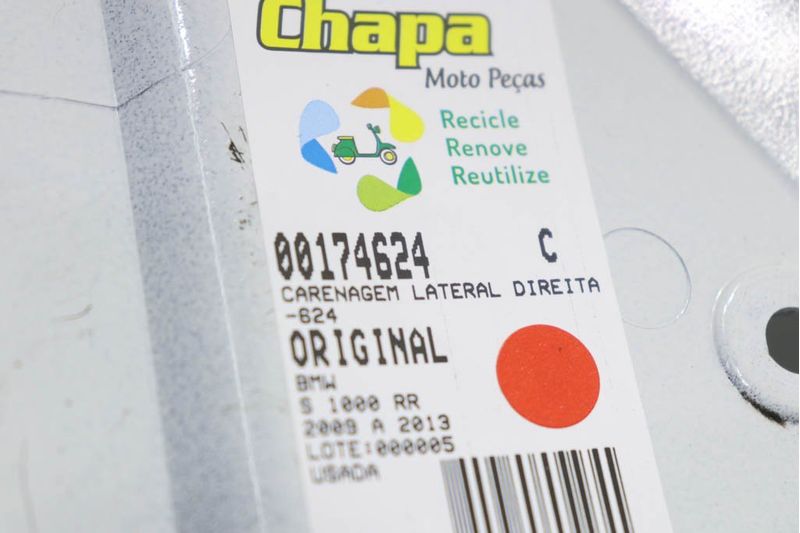 Chapa
Moto Peças
Recicle
Renove
Reutilize
00174624 C
CARENAGEM LATERAL DIREITA
-624
ORIGINAL
BMW
S 1000 RR
2009 A 2013
LOTE:000005
USADA